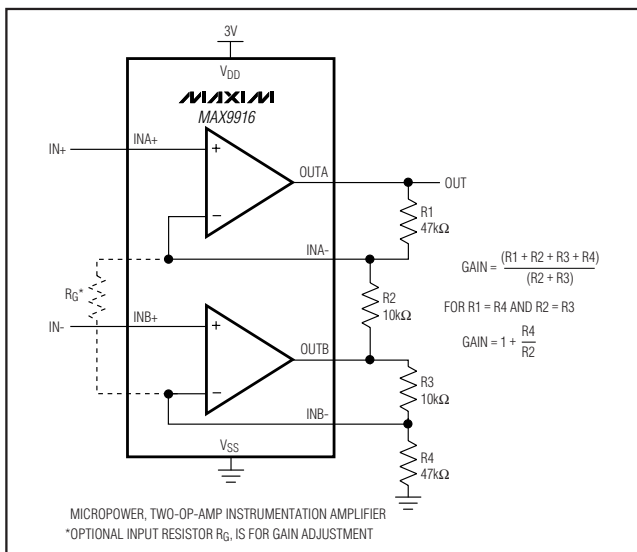 3V
VDD
MAXIM
MAX9916
IN+
INA+
OUTA
OUT
R1
47kΩ
INA-
RG*
R2
10kΩ
GAIN = (R1 + R2 + R3 + R4)
(R2 + R3)
FOR R1 = R4 AND R2 = R3
GAIN = 1 + R4
R2
IN-
INB+
OUTB
R3
10kΩ
INB-
R4
47kΩ
VSS
MICROPOWER, TWO-OP-AMP INSTRUMENTATION AMPLIFIER
*OPTIONAL INPUT RESISTOR RG, IS FOR GAIN ADJUSTMENT